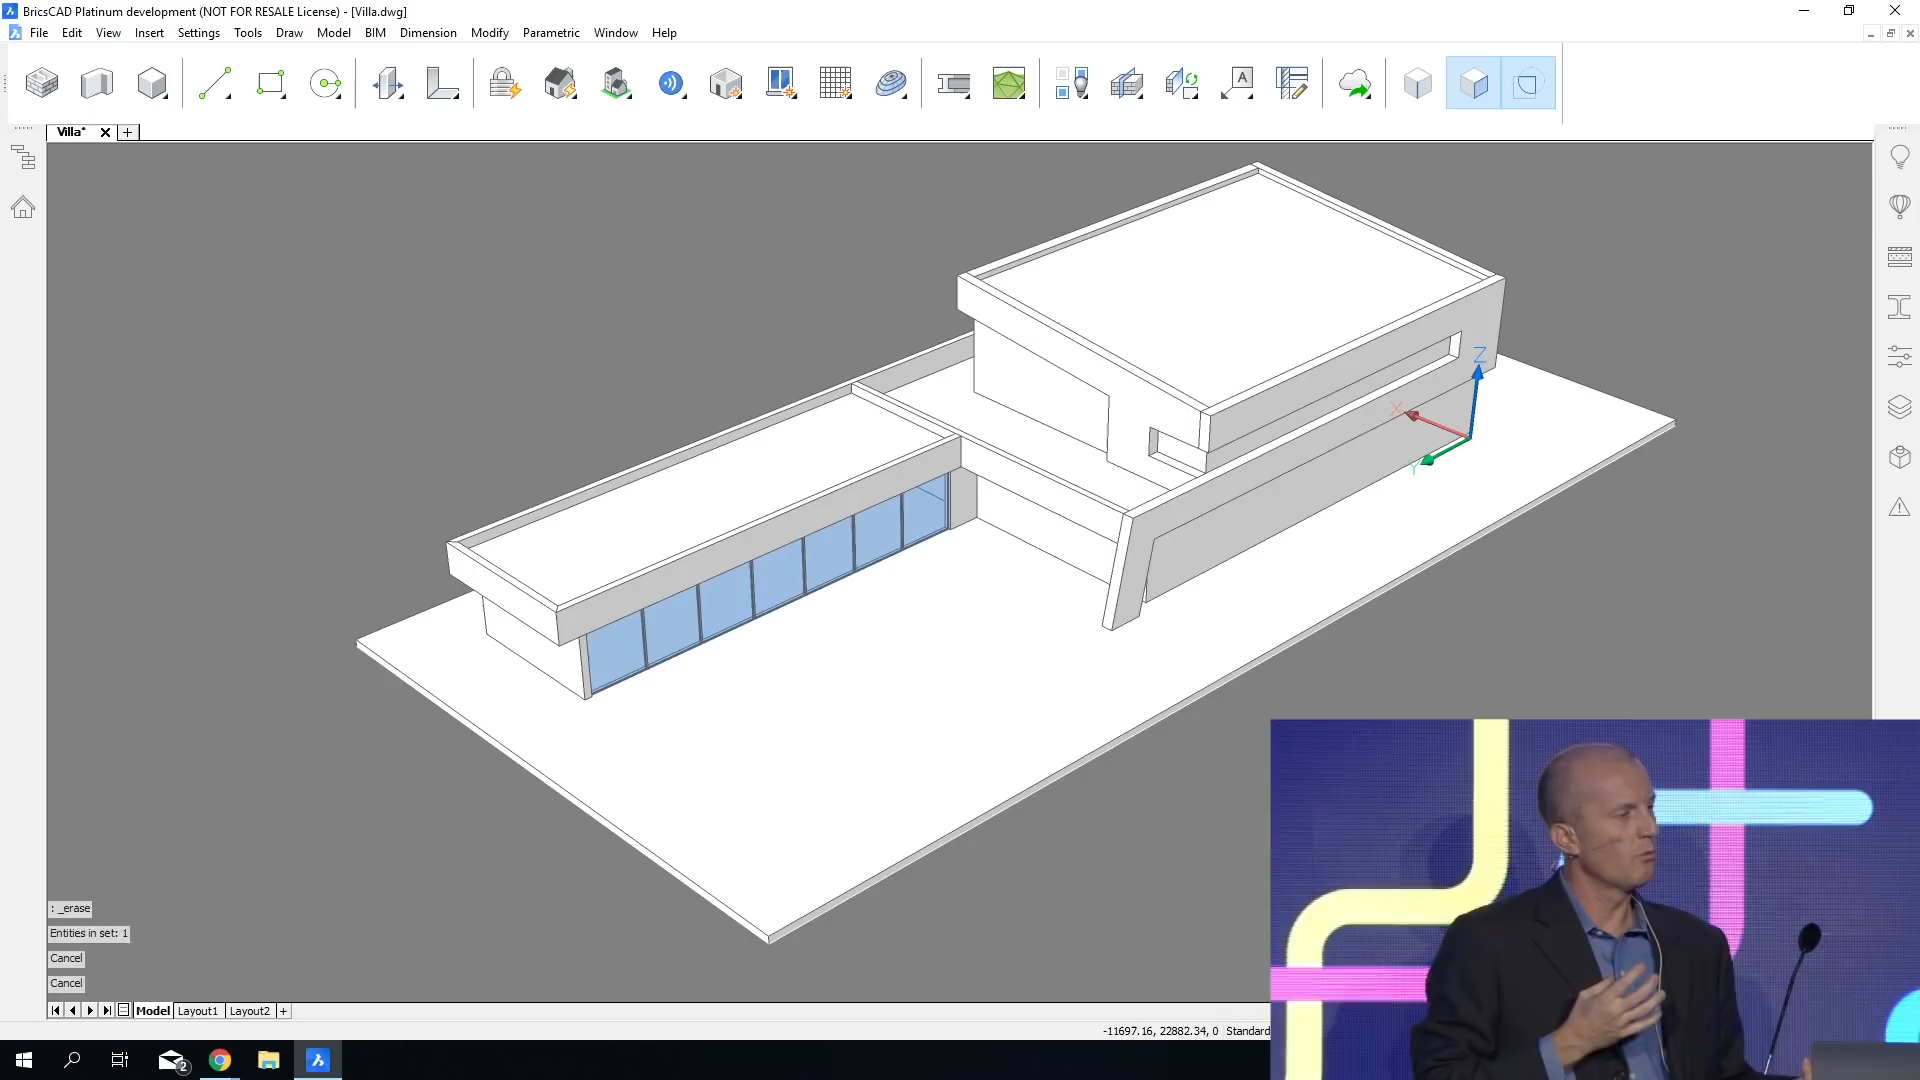 BricsCAD Platinum development (NOT FOR RESALE License) - [Villa.dwg]
File Edit View Insert Settings Tools Draw Model BIM Dimension Modify Parametric Window Help
A
Villa* +
Z
X
Y
: _erase
Entities in set: 1
Cancel
Cancel
Model Layout1 Layout2 +
-11697.16, 22882.34, 0 Standard
2